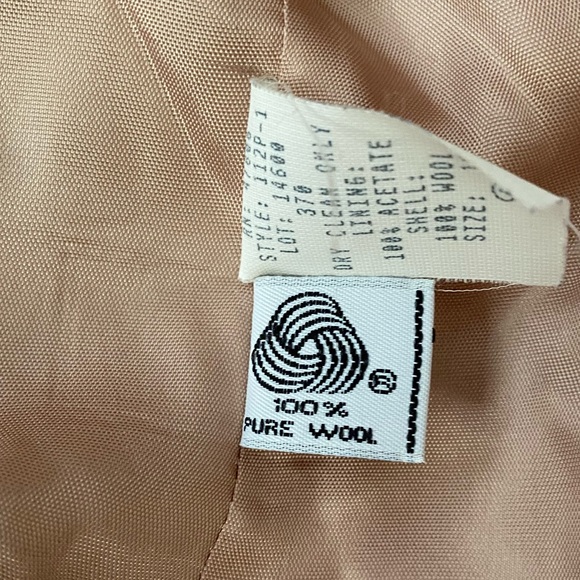 RN:
STYLE: 112P-1
LOT: 14600
370
DRY CLEAN ONLY
LINING:
100% ACETATE
SHELL:
100% WOOL
SIZE:
®
100%
PURE WOOL